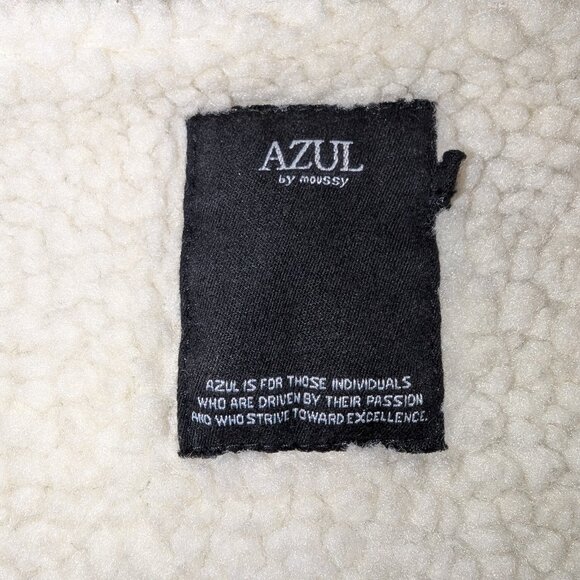 AZUL
by moussy
AZUL IS FOR THOSE INDIVIDUALS
WHO ARE DRIVEN BY THEIR PASSION
AND WHO STRIVE TOWARD EXCELLENCE.